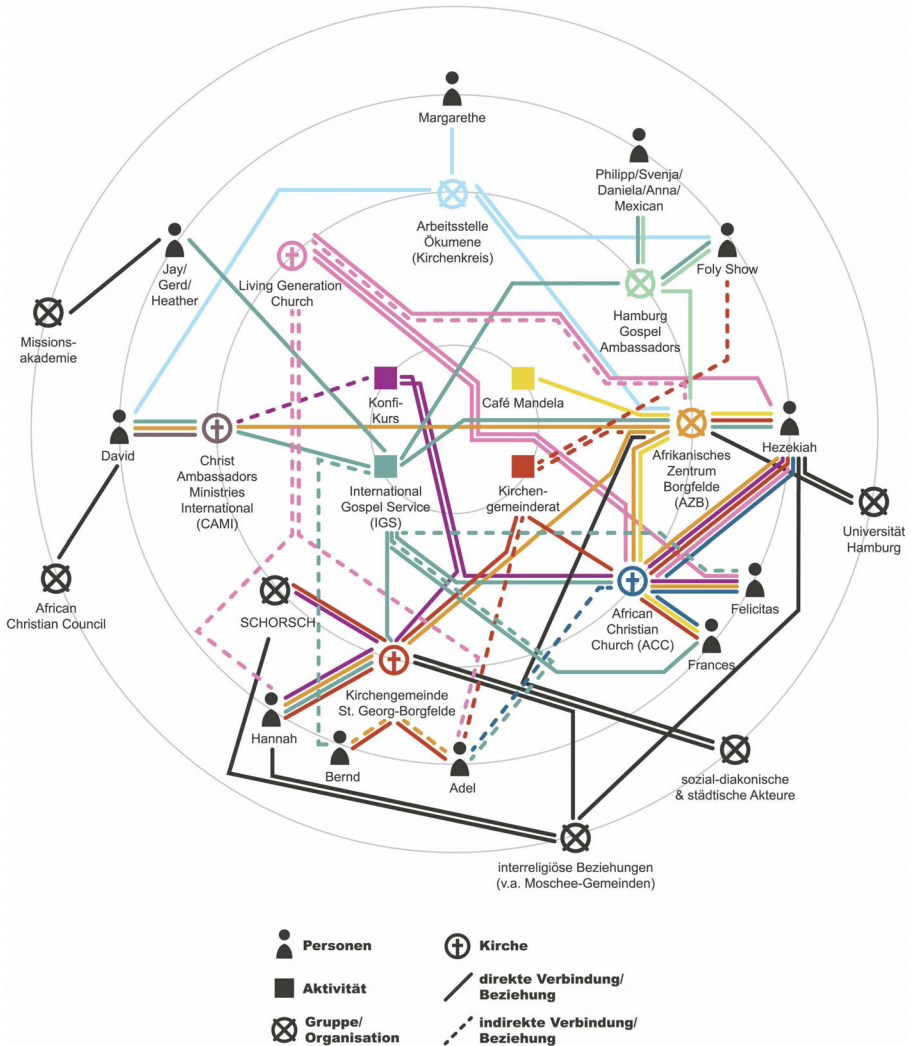 Margarethe
Philipp/Svenja/
Daniela/Anna/
Mexican
Arbeitsstelle
Ökumene
(Kirchenkreis)
Foly Show
Jay/
Gerd/
Heather
Living Generation
Church
Hamburg
Gospel
Ambassadors
Missions-
akademie
Konfi-
Kurs
Café Mandela
David
Christ
Ambassadors
Ministries
International
(CAMI)
International
Gospel Service
(IGS)
Kirchen-
gemeinderat
Afrikanisches
Zentrum
Borgfelde
(AZB)
Hezekiah
Universität
Hamburg
African
Christian Council
SCHORSCH
African
Christian
Church (ACC)
Felicitas
Frances
Kirchengemeinde
St. Georg-Borgfelde
Hannah
Bernd
Adel
sozial-diakonische
& städtische Akteure
interreligiöse Beziehungen
(v.a. Moschee-Gemeinden)
Personen
Kirche
Aktivität
direkte Verbindung/
Beziehung
Gruppe/
Organisation
indirekte Verbindung/
Beziehung